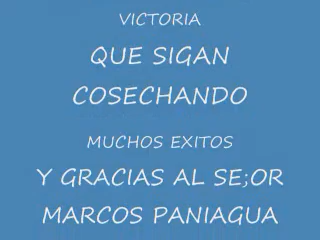 VICTORIA
QUE SIGAN
COSECHANDO
MUCHOS EXITOS
Y GRACIAS AL SE;OR
MARCOS PANIAGUA